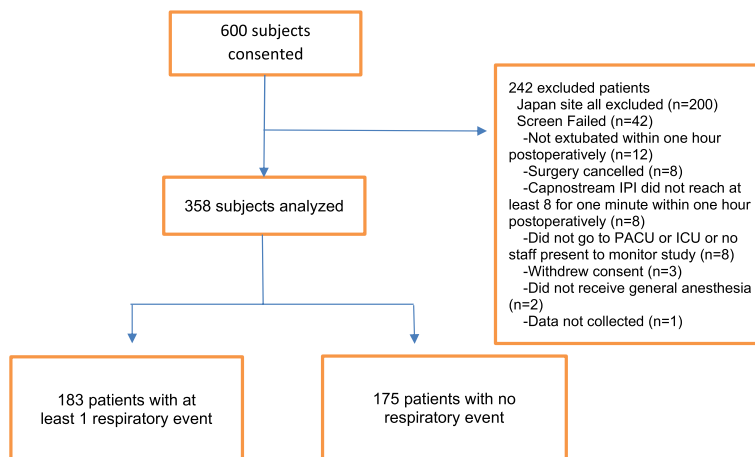 600 subjects
consented
242 excluded patients
Japan site all excluded (n=200)
Screen Failed (n=42)
-Not extubated within one hour
postoperatively (n=12)
-Surgery cancelled (n=8)
-Capnostream IPI did not reach at
least 8 for one minute within one hour
postoperatively (n=8)
-Did not go to PACU or ICU or no
staff present to monitor study (n=8)
-Withdrew consent (n=3)
-Did not receive general anesthesia
(n=2)
-Data not collected (n=1)
358 subjects analyzed
183 patients with at
least 1 respiratory event
175 patients with no
respiratory event